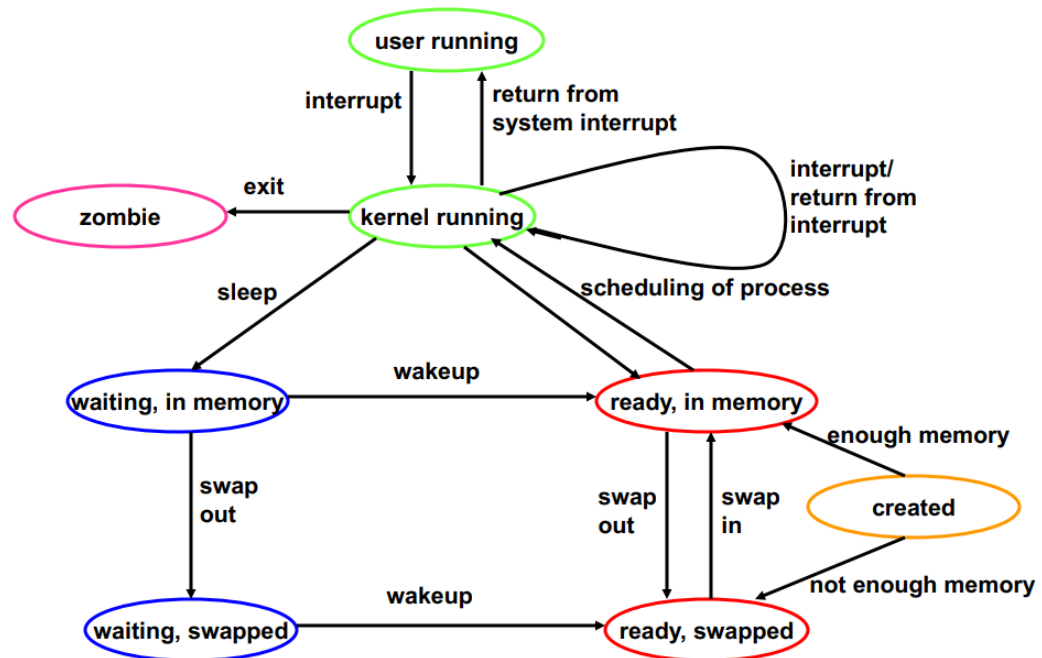 user running
interrupt
return from
system interrupt
interrupt/
return from
interrupt
exit
zombie
kernel running
sleep
scheduling of process
wakeup
waiting, in memory
ready, in memory
enough memory
swap
out
swap
out
swap
in
created
not enough memory
wakeup
waiting, swapped
ready, swapped